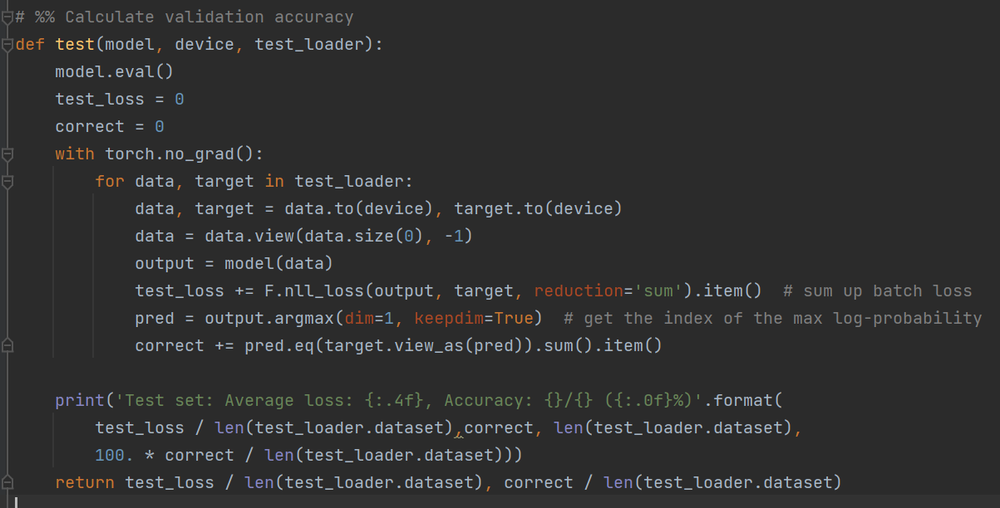 # %% Calculate validation accuracy
def test(model, device, test_loader):
    model.eval()
    test_loss = 0
    correct = 0
    with torch.no_grad():
        for data, target in test_loader:
            data, target = data.to(device), target.to(device)
            data = data.view(data.size(0), -1)
            output = model(data)
            test_loss += F.nll_loss(output, target, reduction='sum').item()  # sum up batch loss
            pred = output.argmax(dim=1, keepdim=True)  # get the index of the max log-probability
            correct += pred.eq(target.view_as(pred)).sum().item()

    print('Test set: Average loss: {:.4f}, Accuracy: {}/{} ({:.0f}%)'.format(
        test_loss / len(test_loader.dataset),correct, len(test_loader.dataset),
        100. * correct / len(test_loader.dataset)))
    return test_loss / len(test_loader.dataset), correct / len(test_loader.dataset)